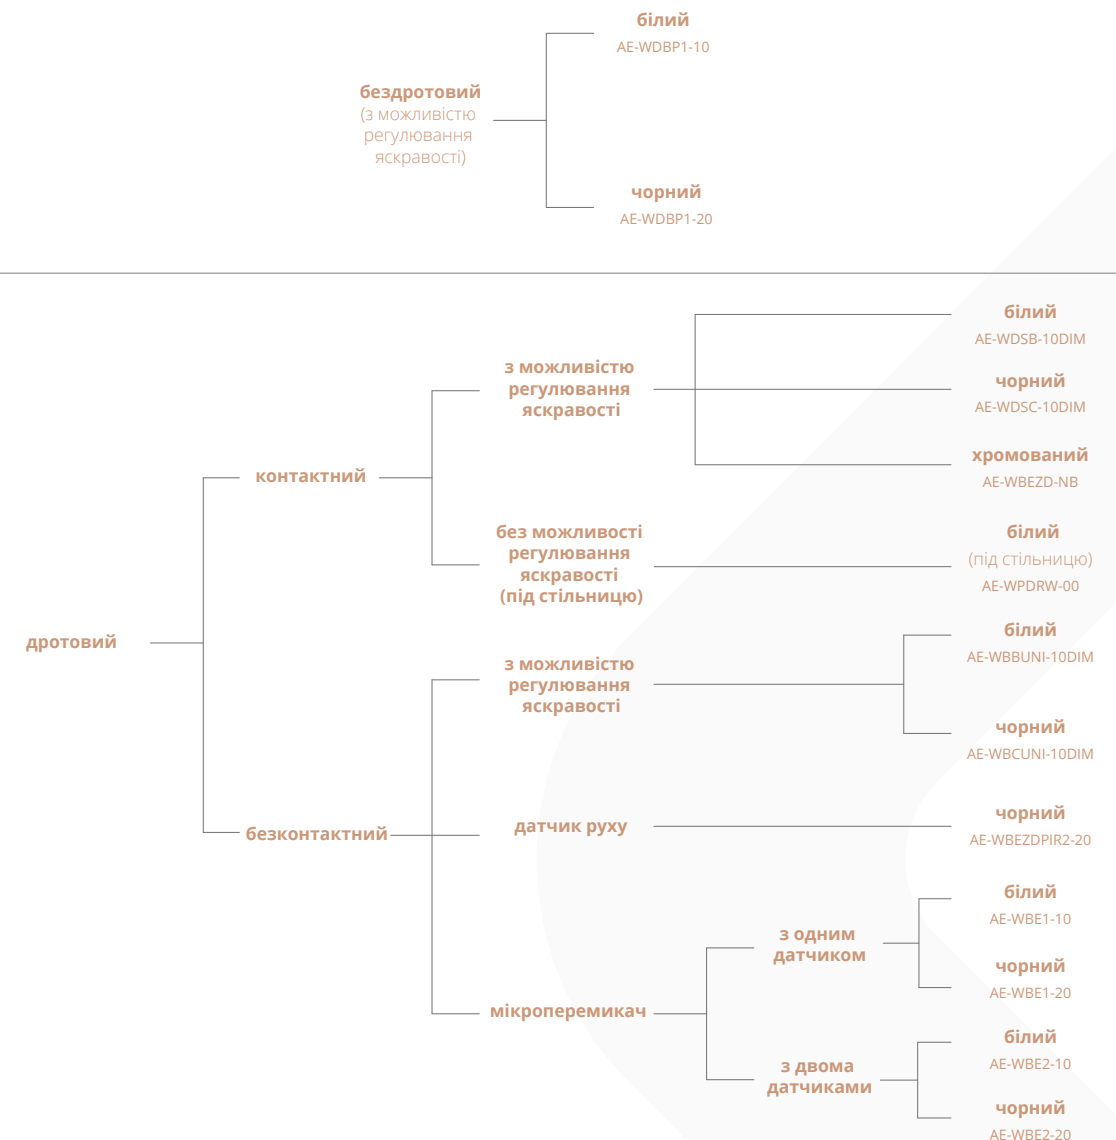 білий
AE-WDBP1-10
бездротовий
(з можливістю
регулювання
яскравості)
чорний
AE-WDBP1-20
білий
AE-WDSB-10DIM
з можливістю
регулювання
яскравості
чорний
AE-WDSC-10DIM
хромований
AE-WBEZD-NB
контактний
без можливості
регулювання
яскравості
(під стільницю)
білий
(під стільницю)
AE-WPDRW-00
дротовий
білий
AE-WBBUNI-10DIM
з можливістю
регулювання
яскравості
чорний
AE-WBCUNI-10DIM
безконтактний
датчик руху
чорний
AE-WBEZDPIR2-20
білий
AE-WBE1-10
з одним
датчиком
чорний
AE-WBE1-20
мікроперемикач
білий
AE-WBE2-10
з двома
датчиками
чорний
AE-WBE2-20